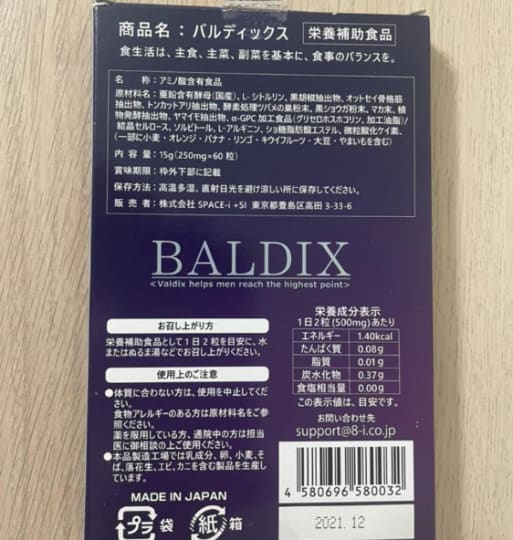 商品名：バルディックス
栄養補助食品
食生活は、主食、主菜、副菜を基本に、食事のバランスを。
名 称：アミノ酸含有食品
原材料名：亜鉛含有酵母(国産)、L-シトルリン、黒胡椒抽出物、オットセイ骨格筋
抽出物、トンカットアリ抽出物、酵素処理ツバメの巣粉末、黒ショウガ粉末、マカ末、植
物発酵抽出物、ヤマイモ抽出物、α-GPC 加工食品(グリセロホスホコリン、加工油脂)/
結晶セルロース、ソルビトール、L-アルギニン、ショ糖脂肪酸エステル、微粒酸化ケイ素、
(一部に小麦・オレンジ・バナナ・リンゴ・キウイフルーツ・大豆・やまいもを含む)
内 容 量：15g(250mg×60 粒)
賞味期限：枠外下部に記載
保存方法：高温多湿、直射日光を避け涼しい所に保存してください。
販 売 者：株式会社 SPACE-i +SI 東京都豊島区高田 3-33-6
BALDIX
<Valdix helps men reach the highest point>
お召し上がり方
栄養補助食品として1日2粒を目安に、水
またはぬるま湯などでお召し上がりください。
使用上のご注意
●体質に合わない方は、使用を中止してくだ
さい。
食物アレルギーのある方は原材料名をご参
照ください。
薬を服用している方、通院中の方は担当
医に御相談の上ご使用ください。
●本品製造工場では乳成分、卵、小麦、そ
ば、落花生、エビ、カニを含む製品を生産し
ています。
MADE IN JAPAN
プラ 袋 紙 箱
栄養成分表示
1日2粒(500mg)あたり
エネルギー 1.40kcal
たんぱく質 0.08g
脂質 0.01g
炭水化物 0.37g
食塩相当量 0.00g
この表示値は、目安です。
お問い合わせ先
support@8-i.co.jp
4 580696 580032
2021. 12